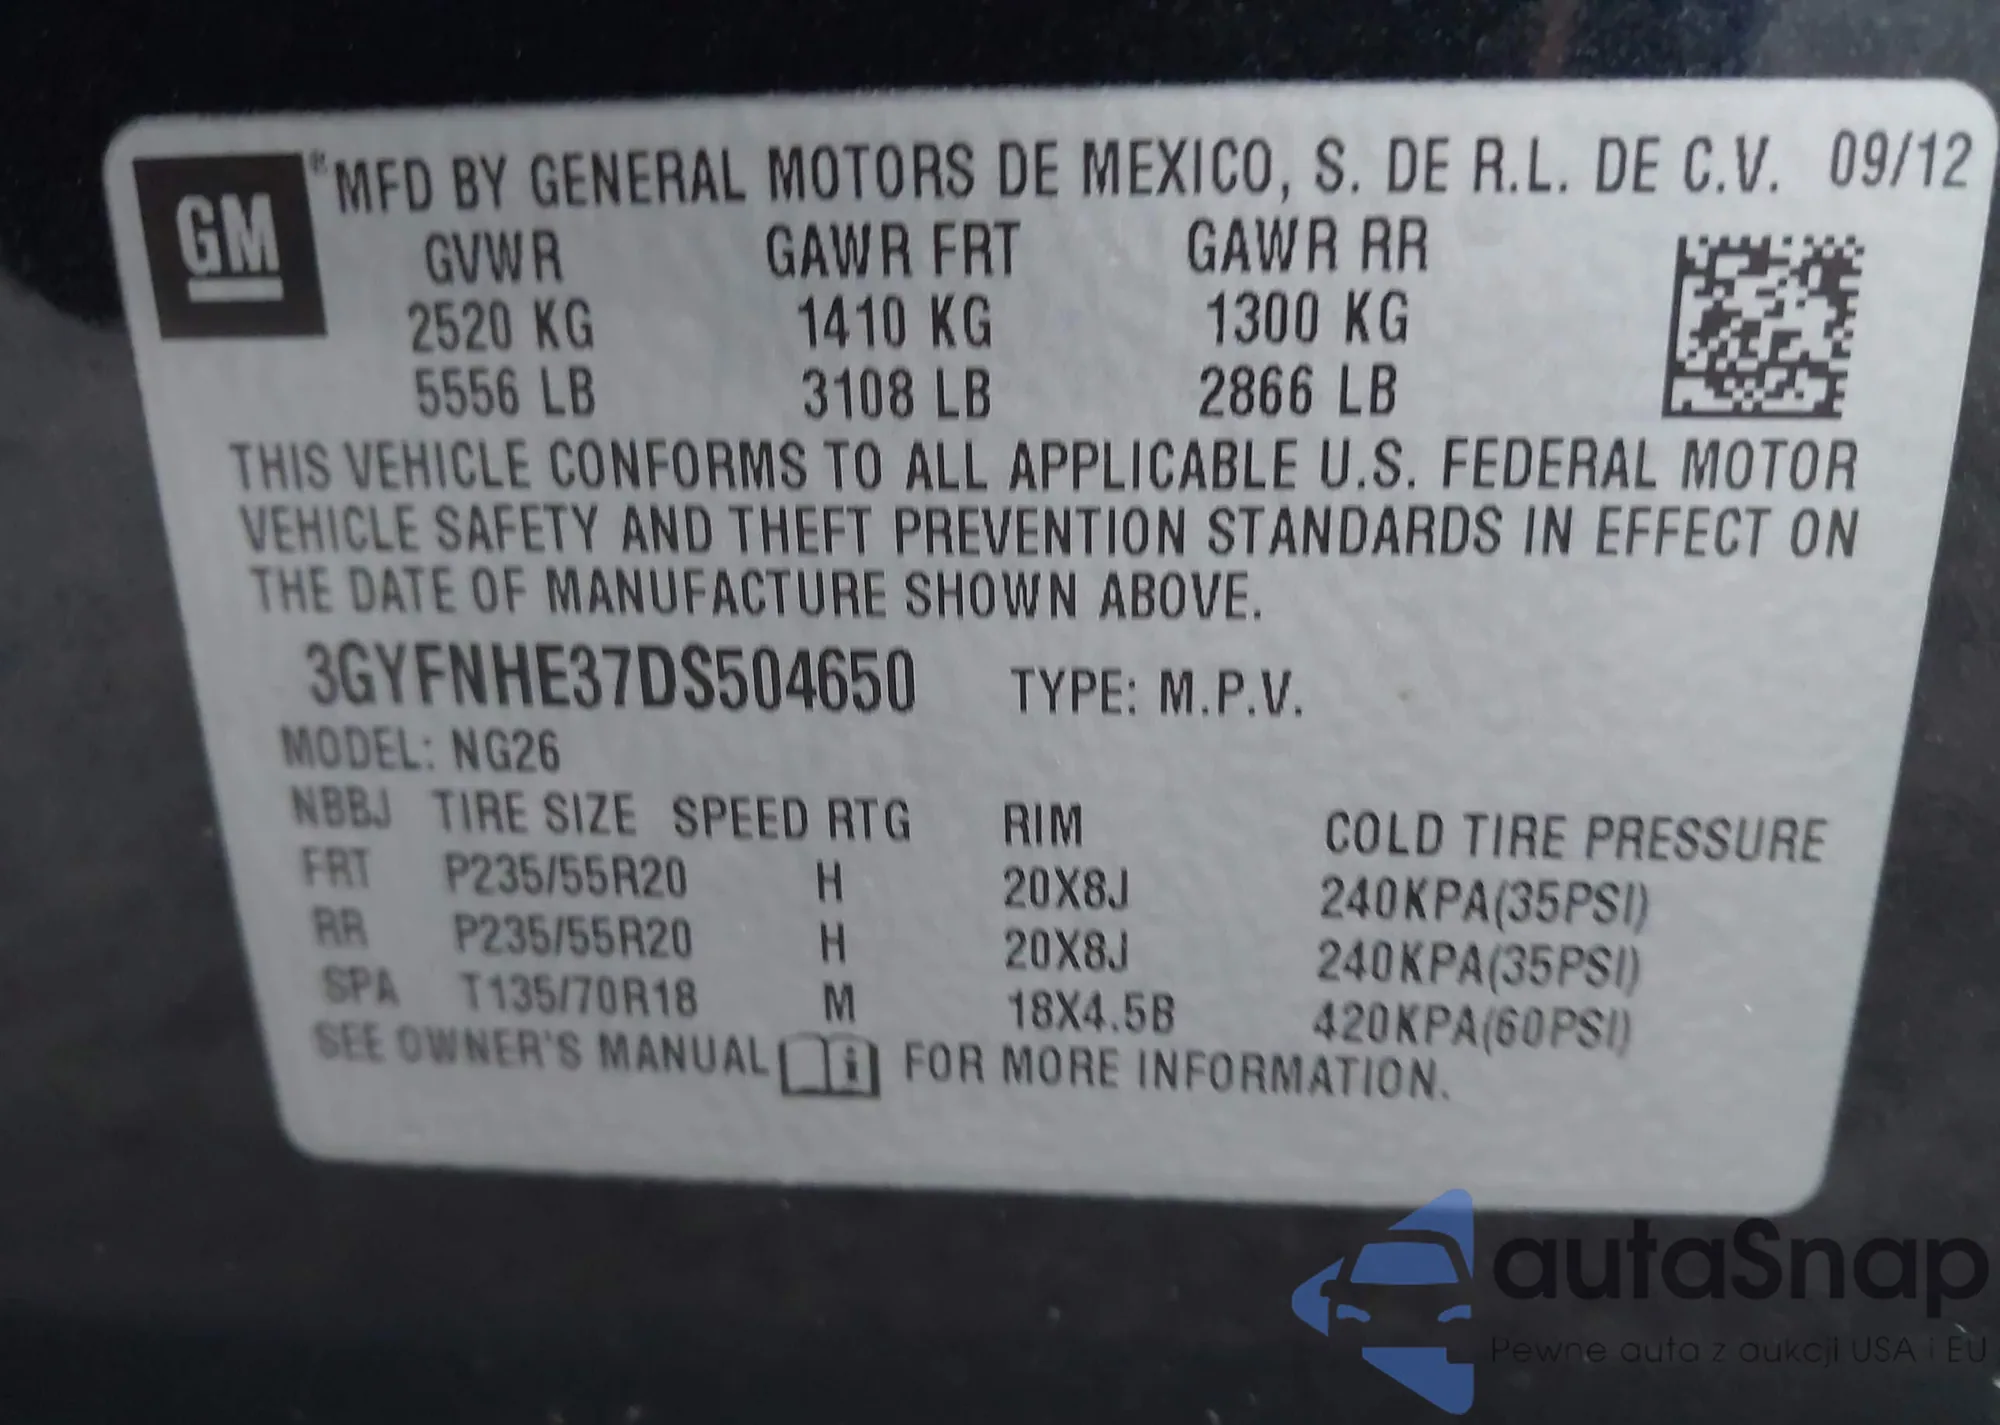 GM ® MFD BY GENERAL MOTORS DE MEXICO, S. DE R.L. DE C.V. 09/12
GVWR GAWR FRT GAWR RR
2520 KG 1410 KG 1300 KG
5556 LB 3108 LB 2866 LB
THIS VEHICLE CONFORMS TO ALL APPLICABLE U.S. FEDERAL MOTOR
VEHICLE SAFETY AND THEFT PREVENTION STANDARDS IN EFFECT ON
THE DATE OF MANUFACTURE SHOWN ABOVE.
3GYFNHE37DS504650 TYPE: M.P.V.
MODEL: NG26
NBBJ TIRE SIZE SPEED RTG RIM COLD TIRE PRESSURE
FRT P235/55R20 H 20X8J 240KPA(35PSI)
RR P235/55R20 H 20X8J 240KPA(35PSI)
SPA T135/70R18 M 18X4.5B 420KPA(60PSI)
SEE OWNER'S MANUAL i FOR MORE INFORMATION.
autaSnap
Pewne auta z aukcji USA i EU